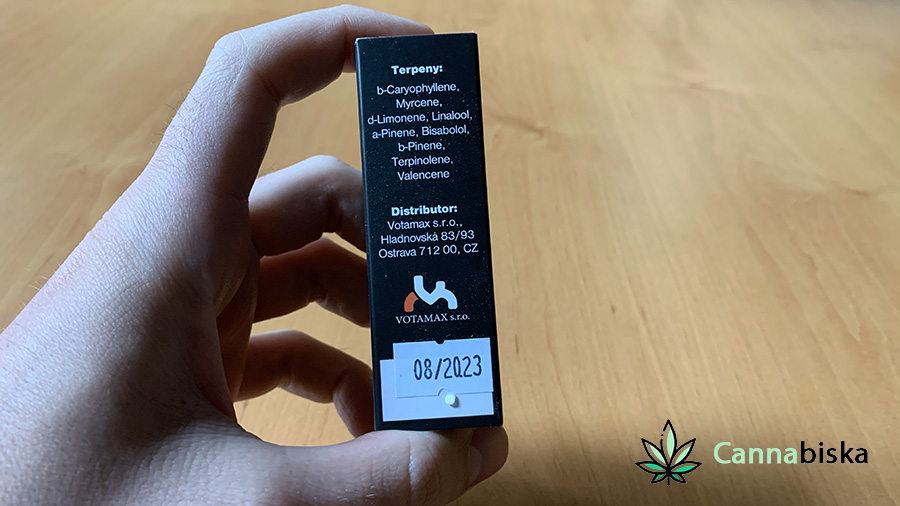 Terpeny:
b-Caryophyllene,
Myrcene,
d-Limonene, Linalool,
a-Pinene, Bisabolol,
b-Pinene,
Terpinolene,
Valencene
Distributor:
Votamax s.r.o.,
Hladnovská 83/93
Ostrava 712 00, CZ
VOTAMAX s.r.o.
08/2023
Cannabiska